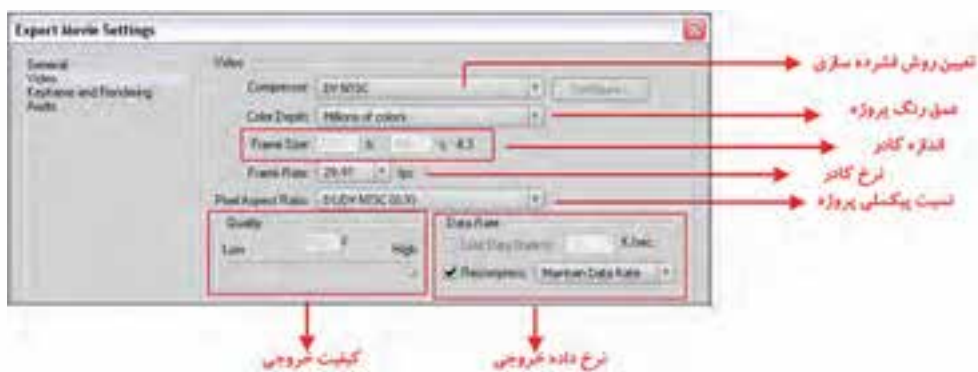 Export Movie Settings
General
Video
Keyframe and Rendering
Audio
Video
Compressor: DV NTSC
Color Depth: Millions of colors
Frame Size: h 4:3
Frame Rate: 29.97 fps
Pixel Aspect Ratio: D1/DV NTSC (0.9)
Quality
Low High
Data Rate
K/sec
Recompress Maintain Data Rate
تعیین روش فشرده سازی
عمق رنگ پروژه
اندازه کادر
نرخ کادر
نسبت پیکسلی پروژه
کیفیت خروجی
نرخ داده خروجی